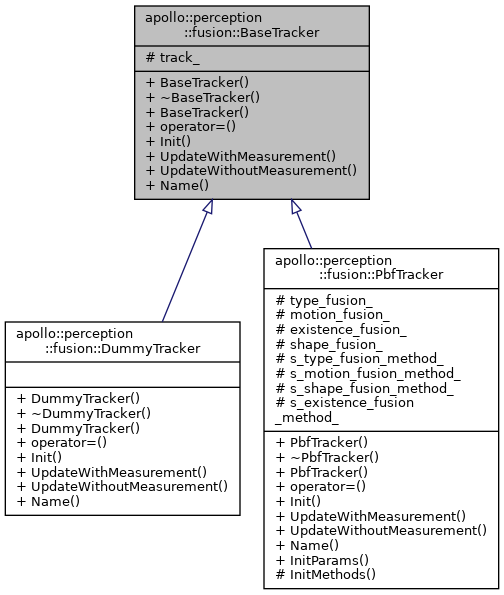 apollo::perception
::fusion::BaseTracker
# track_
+ BaseTracker()
+ ~BaseTracker()
+ BaseTracker()
+ operator=()
+ Init()
+ UpdateWithMeasurement()
+ UpdateWithoutMeasurement()
+ Name()
apollo::perception
::fusion::DummyTracker
+ DummyTracker()
+ ~DummyTracker()
+ DummyTracker()
+ operator=()
+ Init()
+ UpdateWithMeasurement()
+ UpdateWithoutMeasurement()
+ Name()
apollo::perception
::fusion::PbfTracker
# type_fusion_
# motion_fusion_
# existence_fusion_
# shape_fusion_
# s_type_fusion_method_
# s_motion_fusion_method_
# s_shape_fusion_method_
# s_existence_fusion
_method_
+ PbfTracker()
+ ~PbfTracker()
+ PbfTracker()
+ operator=()
+ Init()
+ UpdateWithMeasurement()
+ UpdateWithoutMeasurement()
+ Name()
+ InitParams()
# InitMethods()